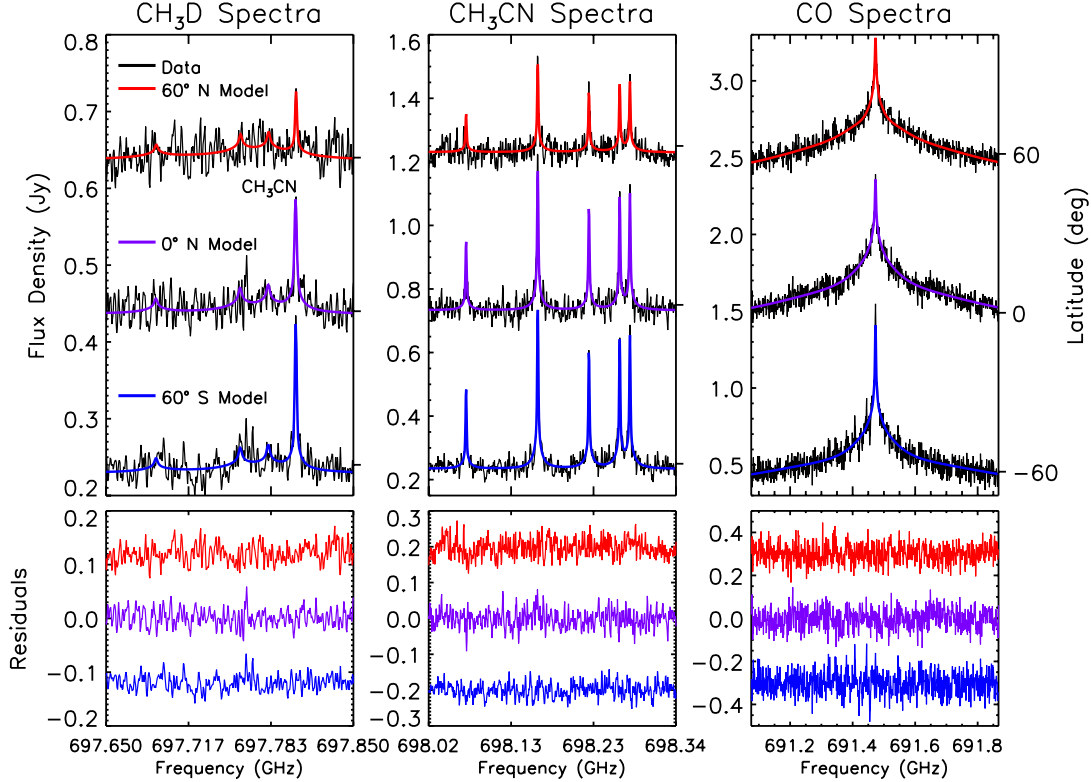 CH₃D Spectra
CH₃CN Spectra
CO Spectra
0.8
0.7
0.6
0.5
0.4
0.3
0.2
Flux Density (Jy)
Data
60° N Model
CH₃CN
0° N Model
60° S Model
1.6
1.4
1.2
1.0
0.8
0.6
0.4
0.2
3.0
2.5
2.0
1.5
1.0
0.5
60
0
−60
Latitude (deg)
Residuals
0.2
0.1
0.0
−0.1
−0.2
0.3
0.2
0.1
0.0
−0.1
−0.2
−0.3
0.4
0.2
0.0
−0.2
−0.4
697.650 697.717 697.783 697.850
698.02 698.13 698.23 698.34
691.2 691.4 691.6 691.8
Frequency (GHz)
Frequency (GHz)
Frequency (GHz)